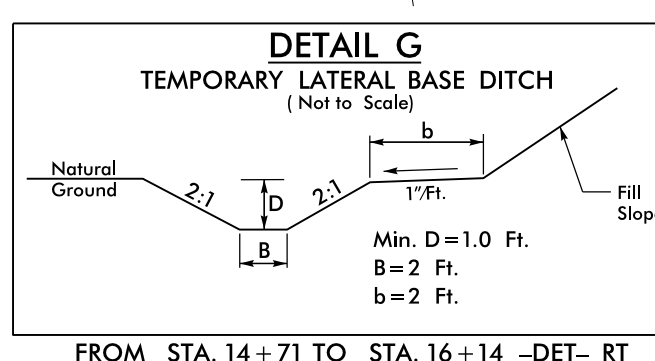 DETAIL G
TEMPORARY LATERAL BASE DITCH
( Not to Scale)
b
Natural
Ground
2:1
D
2:1
1"/Ft.
Fill
Slop
B
Min. D=1.0 Ft.
B=2 Ft.
b=2 Ft.
FROM STA. 14+71 TO STA. 16+14 -DET- RT